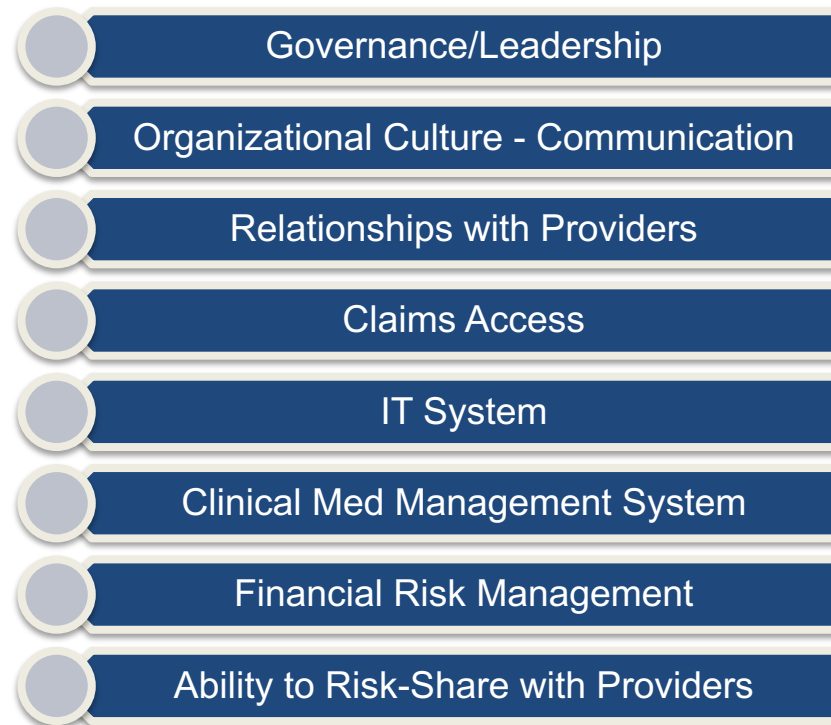 Governance/Leadership
Organizational Culture - Communication
Relationships with Providers
Claims Access
IT System
Clinical Med Management System
Financial Risk Management
Ability to Risk-Share with Providers